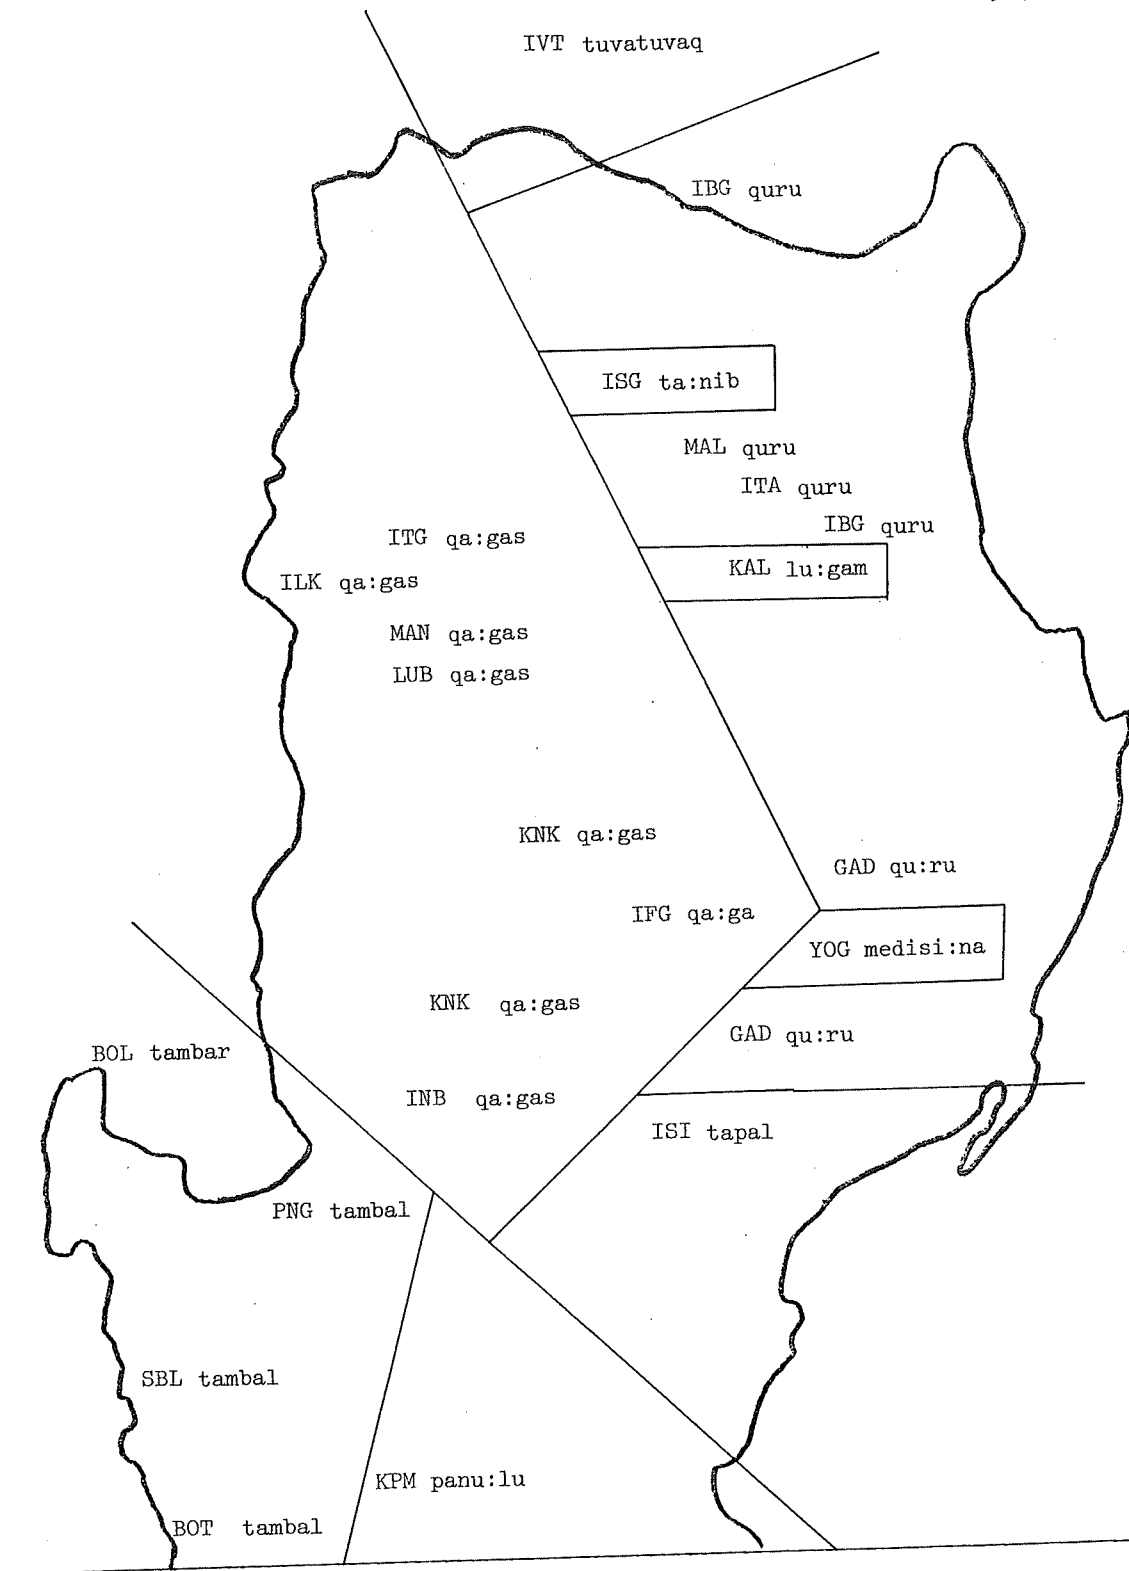 IVT tuvatuvaq
IBG quru
ISG ta:nib
MAL quru
ITA quru
IBG quru
ITG qa:gas
KAL lu:gam
ILK qa:gas
MAN qa:gas
LUB qa:gas
KNK qa:gas
GAD qu:ru
IFG qa:ga
YOG medisi:na
KNK qa:gas
GAD qu:ru
BOL tambar
INB qa:gas
ISI tapal
PNG tambal
SBL tambal
KPM panu:lu
BOT tambal